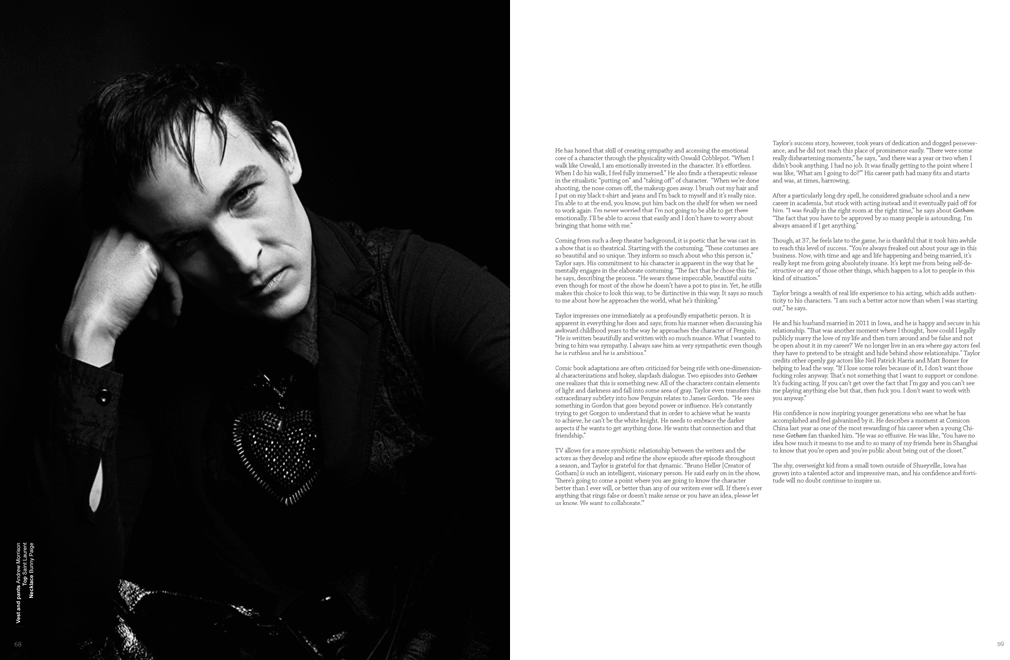 Vest and pants Andrew Morrison
Top Saint Laurent
Necklace Bunny Paige
68
He has honed that skill of creating sympathy and accessing the emotional
core of a character through the physicality with Oswald Cobblepot. "When I
walk like Oswald, I am emotionally invested in the character. It's effortless.
When I do his walk, I feel fully immersed." He also finds a therapeutic release
in the ritualistic "putting on" and "taking off" of character. "When we're done
shooting, the nose comes off, the makeup goes away. I brush out my hair and
I put on my black t-shirt and jeans and I'm back to myself and it's really nice.
I'm able to at the end, you know, put him back on the shelf for when we need
to work again. I'm never worried that I'm not going to be able to get there
emotionally. I'll be able to access that easily and I don't have to worry about
bringing that home with me."
Coming from such a deep theater background, it is poetic that he was cast in
a show that is so theatrical. Starting with the costuming. "These costumes are
so beautiful and so unique. They inform so much about who this person is,"
Taylor says. His commitment to his character is apparent in the way that he
mentally engages in the elaborate costuming. "The fact that he chose this tie,"
he says, describing the process. "He wears these impeccable, beautiful suits
even though for most of the show he doesn't have a pot to piss in. Yet, he stills
makes this choice to look this way, to be distinctive in this way. It says so much
to me about how he approaches the world, what he's thinking."
Taylor impresses one immediately as a profoundly empathetic person. It is
apparent in everything he does and says; from his manner when discussing his
awkward childhood years to the way he approaches the character of Penguin.
"He is written beautifully and written with so much nuance. What I wanted to
bring to him was sympathy. I always saw him as very sympathetic even though
he is ruthless and he is ambitious."
Comic book adaptations are often criticized for being rife with one-dimension-
al characterizations and hokey, slapdash dialogue. Two episodes into Gotham
one realizes that this is something new. All of the characters contain elements
of light and darkness and fall into some area of gray. Taylor even transfers this
extraordinary subtlety into how Penguin relates to James Gordon. "He sees
something in Gordon that goes beyond power or influence. He's constantly
trying to get Gorgon to understand that in order to achieve what he wants
to achieve, he can't be the white knight. He needs to embrace the darker
aspects if he wants to get anything done. He wants that connection and that
friendship."
TV allows for a more symbiotic relationship between the writers and the
actors as they develop and refine the show episode after episode throughout
a season, and Taylor is grateful for that dynamic. "Bruno Heller [Creator of
Gotham] is such an intelligent, visionary person. He said early on in the show,
'There's going to come a point where you are going to know the character
better than I ever will, or better than any of our writers ever will. If there's ever
anything that rings false or doesn't make sense or you have an idea, please let
us know. We want to collaborate.'"
Taylor's success story, however, took years of dedication and dogged persever-
ance, and he did not reach this place of prominence easily. "There were some
really disheartening moments," he says, "and there was a year or two when I
didn't book anything. I had no job. It was finally getting to the point where I
was like, 'What am I going to do?'" His career path had many fits and starts
and was, at times, harrowing.
After a particularly long dry spell, he considered graduate school and a new
career in academia, but stuck with acting instead and it eventually paid off for
him. "I was finally in the right room at the right time," he says about Gotham.
"The fact that you have to be approved by so many people is astounding. I'm
always amazed if I get anything."
Though, at 37, he feels late to the game, he is thankful that it took him awhile
to reach this level of success. "You're always freaked out about your age in this
business. Now, with time and age and life happening and being married, it's
really kept me from going absolutely insane. It's kept me from being self-de-
structive or any of those other things, which happen to a lot to people in this
kind of situation."
Taylor brings a wealth of real life experience to his acting, which adds authen-
ticity to his characters. "I am such a better actor now than when I was starting
out," he says.
He and his husband married in 2011 in Iowa, and he is happy and secure in his
relationship. "That was another moment where I thought, 'how could I legally
publicly marry the love of my life and then turn around and be false and not
be open about it in my career?' We no longer live in an era where gay actors feel
they have to pretend to be straight and hide behind show relationships." Taylor
credits other openly gay actors like Neil Patrick Harris and Matt Bomer for
helping to lead the way. "If I lose some roles because of it, I don't want those
fucking roles anyway. That's not something that I want to support or condone.
It's fucking acting. If you can't get over the fact that I'm gay and you can't see
me playing anything else but that, then fuck you. I don't want to work with
you anyway."
His confidence is now inspiring younger generations who see what he has
accomplished and feel galvanized by it. He describes a moment at Comicon
China last year as one of the most rewarding of his career when a young Chi-
nese Gotham fan thanked him. "He was so effusive. He was like, 'You have no
idea how much it means to me and to so many of my friends here in Shanghai
to know that you're open and you're public about being out of the closet.'"
The shy, overweight kid from a small town outside of Shueyville, Iowa has
grown into a talented actor and impressive man, and his confidence and forti-
tude will no doubt continue to inspire us.